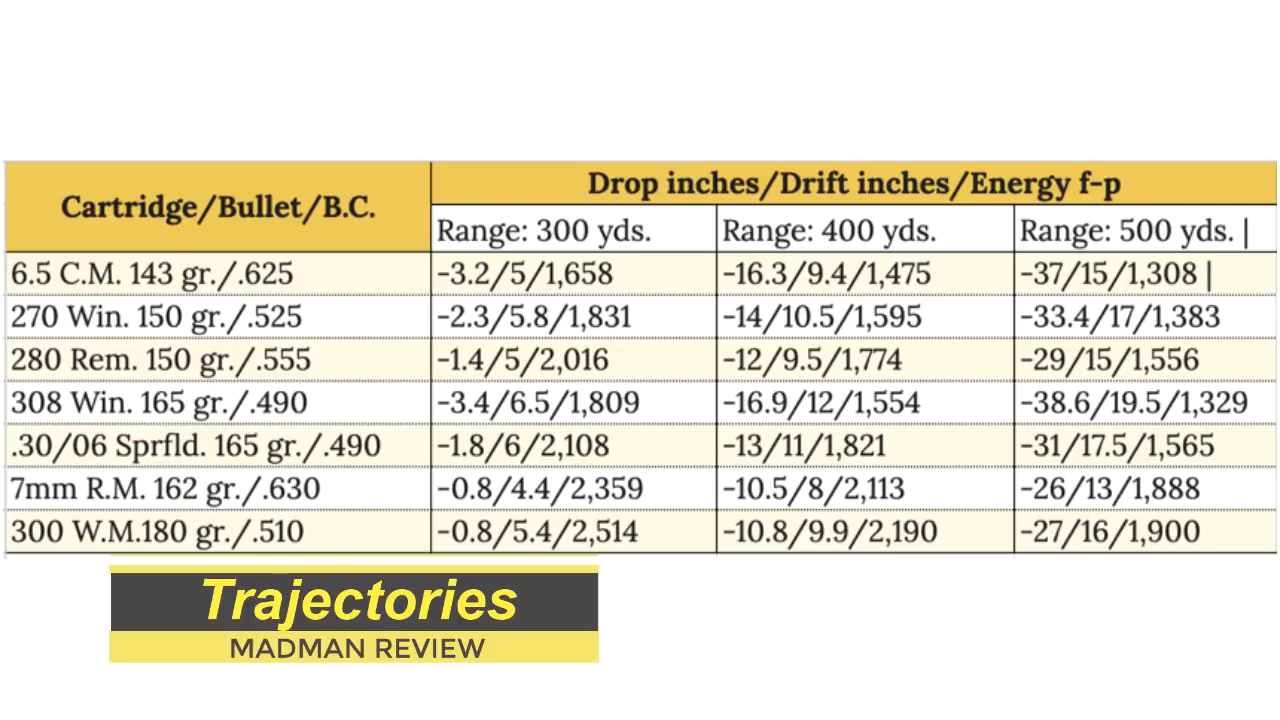 Cartridge/Bullet/B.C.
Drop inches/Drift inches/Energy f-p
Range: 300 yds. Range: 400 yds. Range: 500 yds. |
6.5 C.M. 143 gr./.625 -3.2/5/1,658 -16.3/9.4/1,475 -37/15/1,308 |
270 Win. 150 gr./.525 -2.3/5.8/1,831 -14/10.5/1,595 -33.4/17/1,383
280 Rem. 150 gr./.555 -1.4/5/2,016 -12/9.5/1,774 -29/15/1,556
308 Win. 165 gr./.490 -3.4/6.5/1,809 -16.9/12/1,554 -38.6/19.5/1,329
.30/06 Sprfld. 165 gr./.490 -1.8/6/2,108 -13/11/1,821 -31/17.5/1,565
7mm R.M. 162 gr./.630 -0.8/4.4/2,359 -10.5/8/2,113 -26/13/1,888
300 W.M.180 gr./.510 -0.8/5.4/2,514 -10.8/9.9/2,190 -27/16/1,900
Trajectories
MADMAN REVIEW